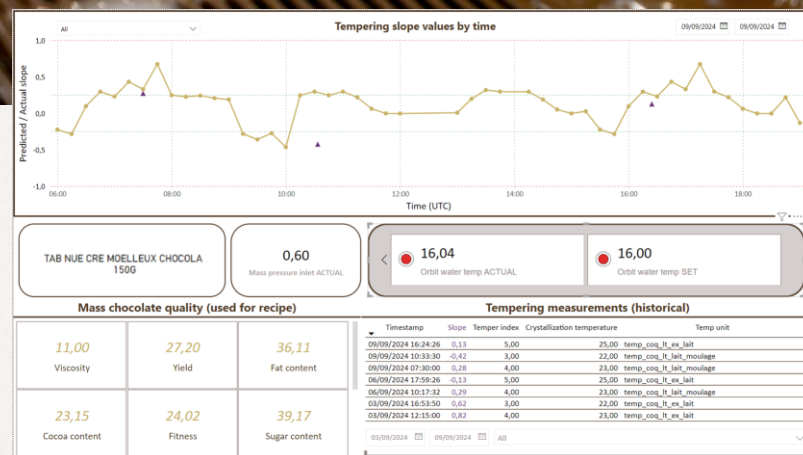 Tempering slope values by time
All
09/09/2024 09/09/2024
Predicted / Actual slope
1,0
0,5
0,0
-0,5
-1,0
06:00 08:00 10:00 12:00 14:00 16:00 18:00
Time (UTC)
TAB NUE CRE MOELLEUX CHOCOLA
150G
0,60
Mass pressure inlet ACTUAL
16,04
Orbit water temp ACTUAL
16,00
Orbit water temp SET
Mass chocolate quality (used for recipe)
11,00
Viscosity
27,20
Yield
36,11
Fat content
23,15
Cocoa content
24,02
Fitness
39,17
Sugar content
Tempering measurements (historical)
Timestamp Slope Temper index Crystallization temperature Temp unit
09/09/2024 16:24:26 0,13 5,00 25,00 temp_coq_lt_ex_lait
09/09/2024 10:33:30 -0,42 3,00 22,00 temp_coq_lt_lait_moulage
09/09/2024 07:30:00 0,28 4,00 23,00 temp_coq_lt_ex_lait
06/09/2024 17:59:26 -0,13 5,00 25,00 temp_coq_lt_ex_lait
06/09/2024 10:17:32 0,29 4,00 23,00 temp_coq_lt_lait_moulage
03/09/2024 16:53:50 0,62 3,00 22,00 temp_coq_lt_ex_lait
03/09/2024 12:15:00 0,82 4,00 23,00 temp_coq_lt_ex_lait
03/09/2024 09/09/2024 All